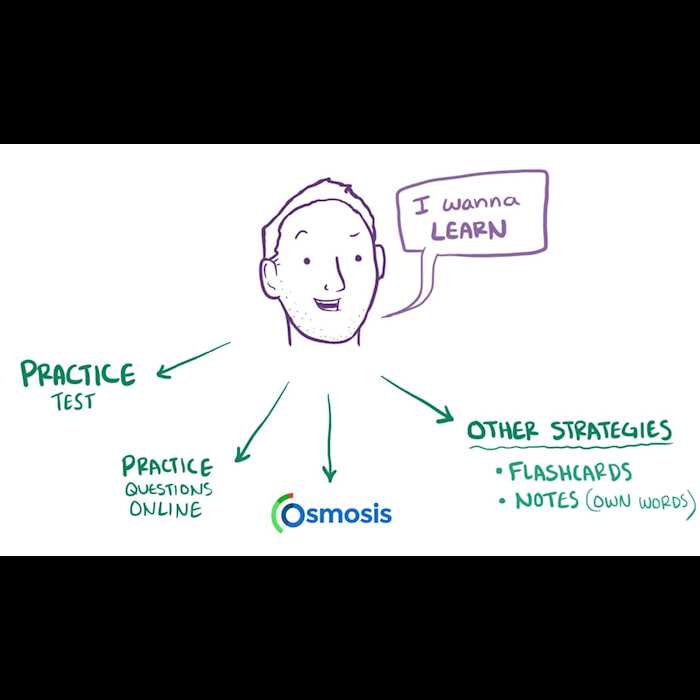 I wanna
LEARN
PRACTICE
TEST
PRACTICE
QUESTIONS
ONLINE
Osmosis
OTHER STRATEGIES
• FLASHCARDS
• NOTES (OWN WORDS)